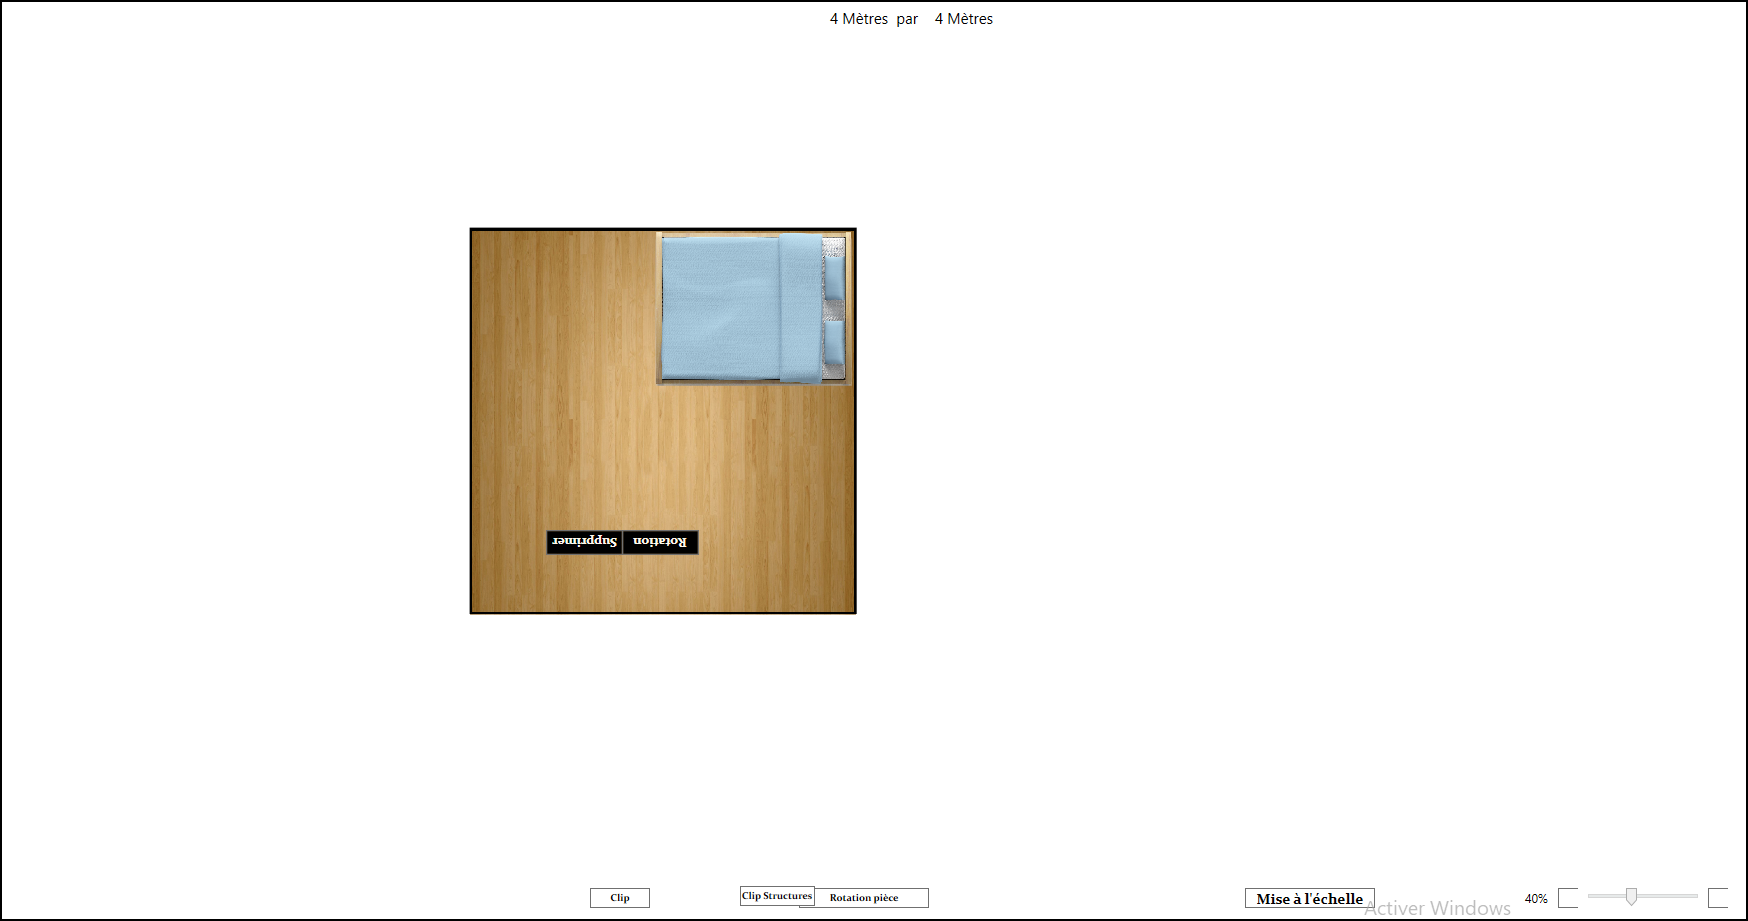 4 Mètres par 4 Mètres
Supprimer Rotation
Clip
Clip Structures
Rotation pièce
Mise à l'échelle
40%
Activer Windows